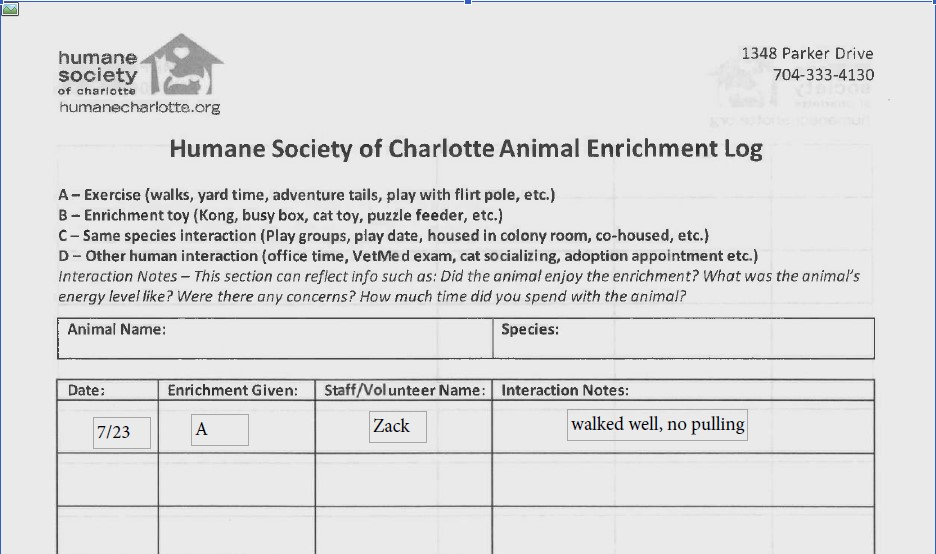 humane
society
of charlotte
humanecharlotte.org
1348 Parker Drive
704-333-4130
Humane Society of Charlotte Animal Enrichment Log
A – Exercise (walks, yard time, adventure tails, play with flirt pole, etc.)
B – Enrichment toy (Kong, busy box, cat toy, puzzle feeder, etc.)
C – Same species interaction (Play groups, play date, housed in colony room, co-housed, etc.)
D – Other human interaction (office time, VetMed exam, cat socializing, adoption appointment etc.)
Interaction Notes – This section can reflect info such as: Did the animal enjoy the enrichment? What was the animal's
energy level like? Were there any concerns? How much time did you spend with the animal?
Animal Name: Species:
Date: Enrichment Given: Staff/Volunteer Name: Interaction Notes:
7/23 A Zack walked well, no pulling